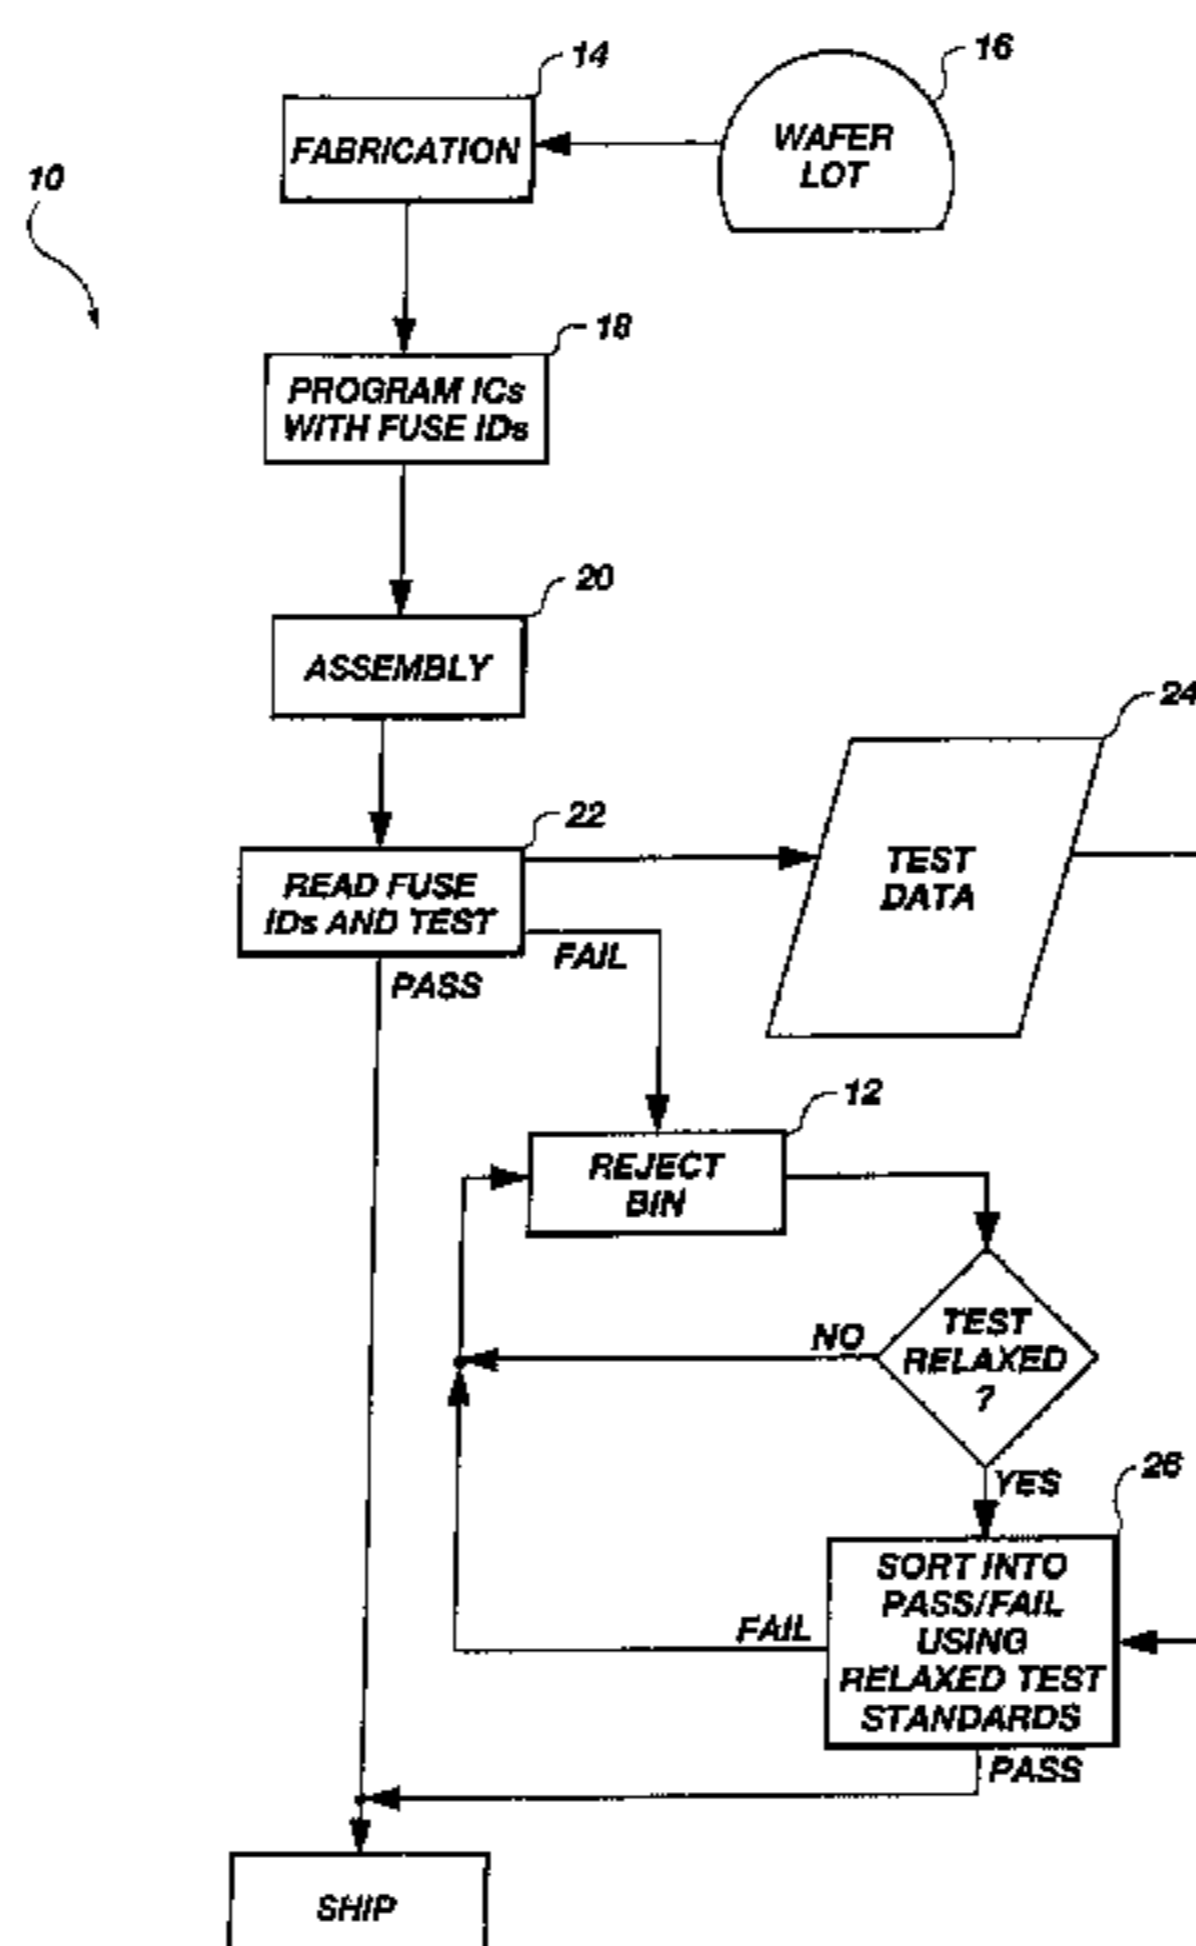 14
16
FABRICATION
WAFER
LOT
10
18
PROGRAM ICs
WITH FUSE IDs
20
ASSEMBLY
24
22
READ FUSE
IDs AND TEST
TEST
DATA
FAIL
PASS
12
REJECT
BIN
NO
TEST
RELAXED
?
YES
26
SORT INTO
PASS/FAIL
USING
RELAXED TEST
STANDARDS
FAIL
PASS
SHIP